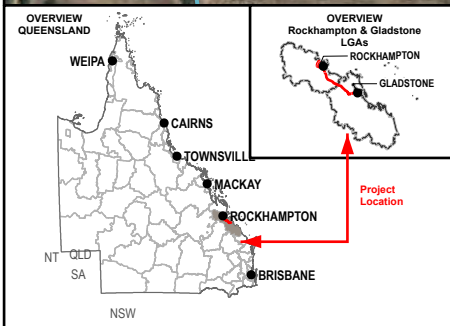 OVERVIEW
QUEENSLAND
WEIPA
CAIRNS
TOWNSVILLE
MACKAY
ROCKHAMPTON
BRISBANE
NT
QLD
SA
NSW
OVERVIEW
Rockhampton & Gladstone
LGAs
ROCKHAMPTON
GLADSTONE
Project
Location